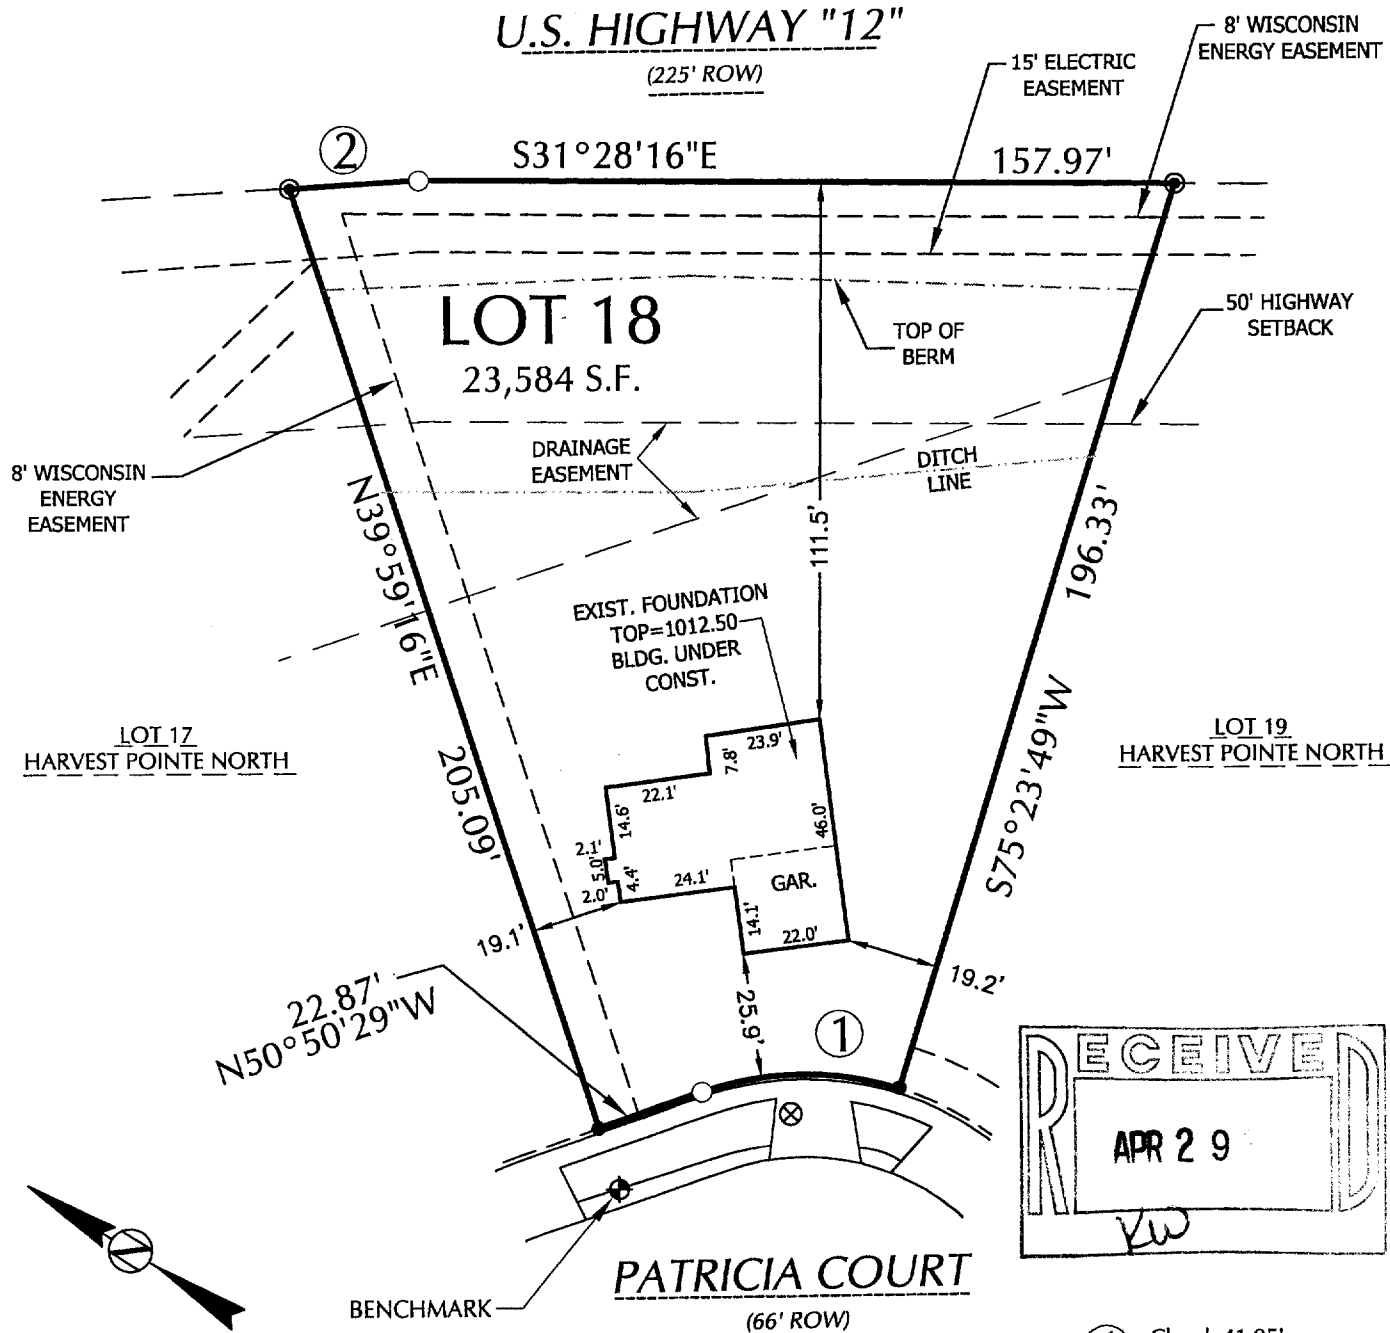 U.S. HIGHWAY "12"
(225' ROW)
8' WISCONSIN
ENERGY EASEMENT
15' ELECTRIC
EASEMENT
2
S31°28'16"E
157.97'
LOT 18
23,584 S.F.
TOP OF
BERM
50' HIGHWAY
SETBACK
8' WISCONSIN
ENERGY
EASEMENT
DRAINAGE
EASEMENT
DITCH
LINE
N39°59'16"E
205.09'
111.5'
196.33'
S75°23'49"W
EXIST. FOUNDATION
TOP=1012.50
BLDG. UNDER
CONST.
LOT 17
HARVEST POINTE NORTH
LOT 19
HARVEST POINTE NORTH
23.9'
7.8'
22.1'
14.6'
46.0'
2.1'
5.0'
4.4'
2.0'
24.1'
GAR.
14.1'
22.0'
19.1'
19.2'
25.9'
22.87'
N50°50'29"W
1
RECEIVED
APR 29
KW
N
BENCHMARK
PATRICIA COURT
(66' ROW)